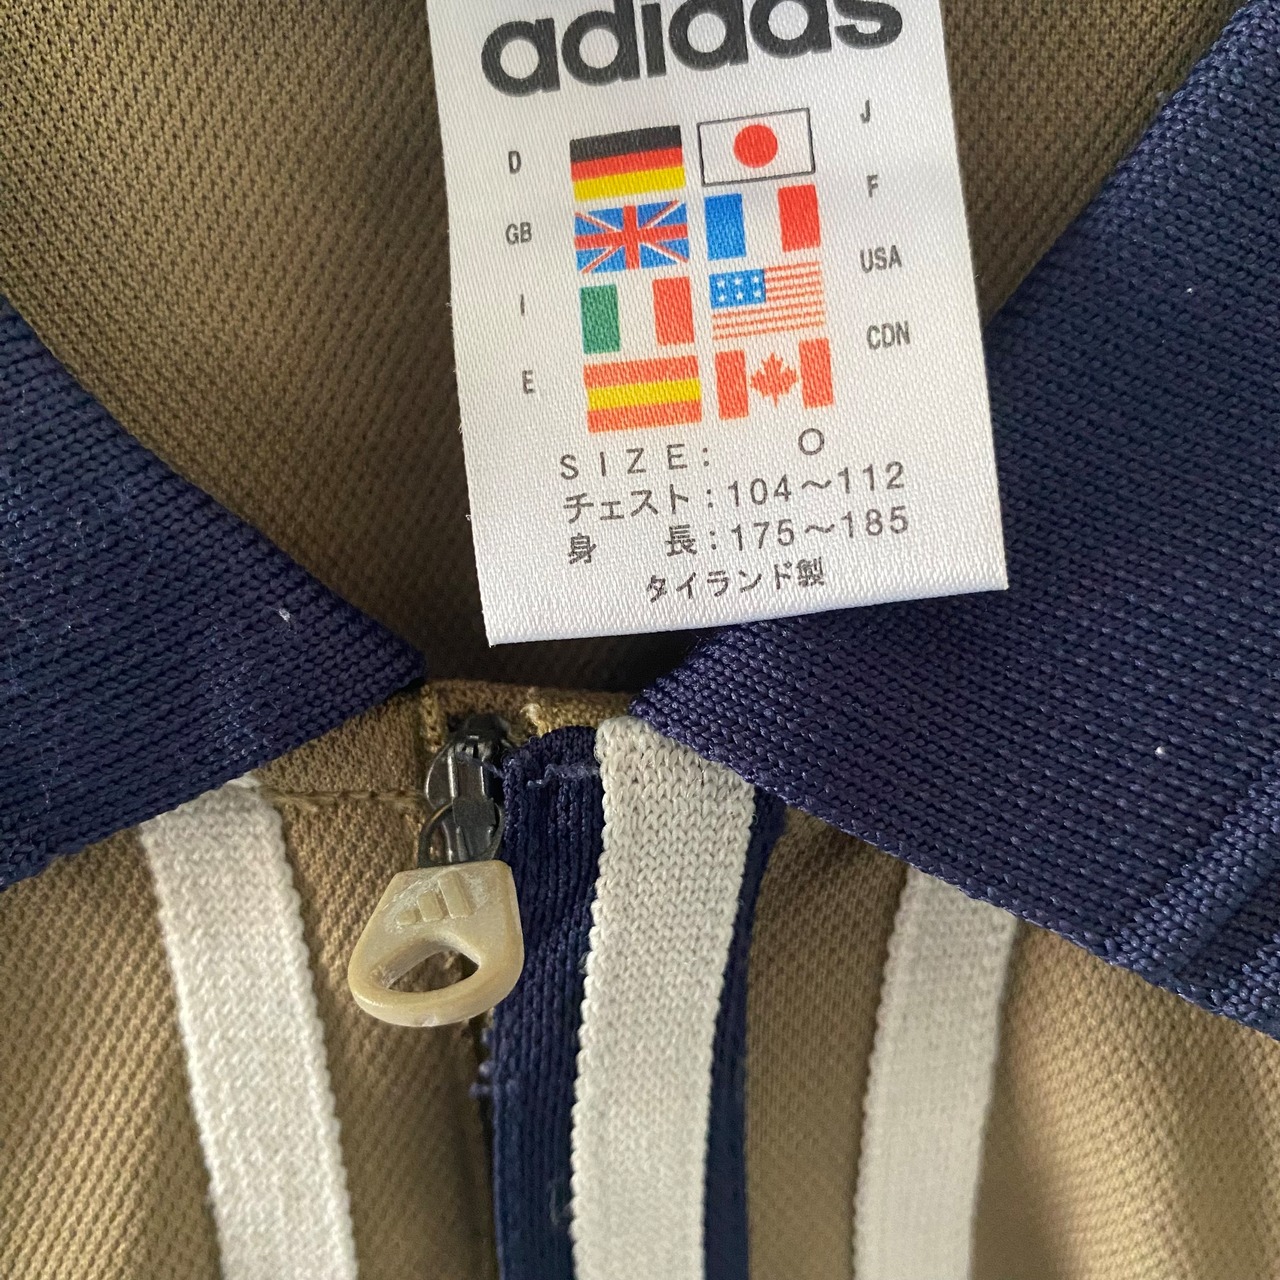 adidas
D J
GB F
I USA
E CDN
SIZE: O
チェスト:104～112
身 長:175～185
タイランド製